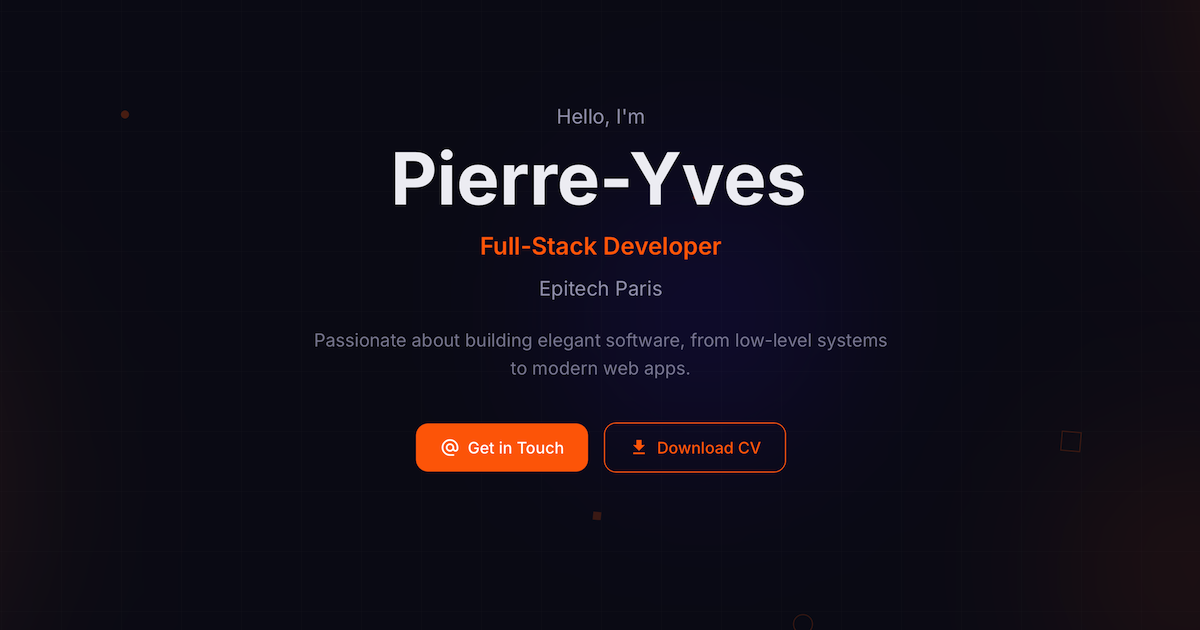 Hello, I'm
Pierre-Yves
Full-Stack Developer
Epitech Paris
Passionate about building elegant software, from low-level systems
to modern web apps.
Get in Touch
Download CV